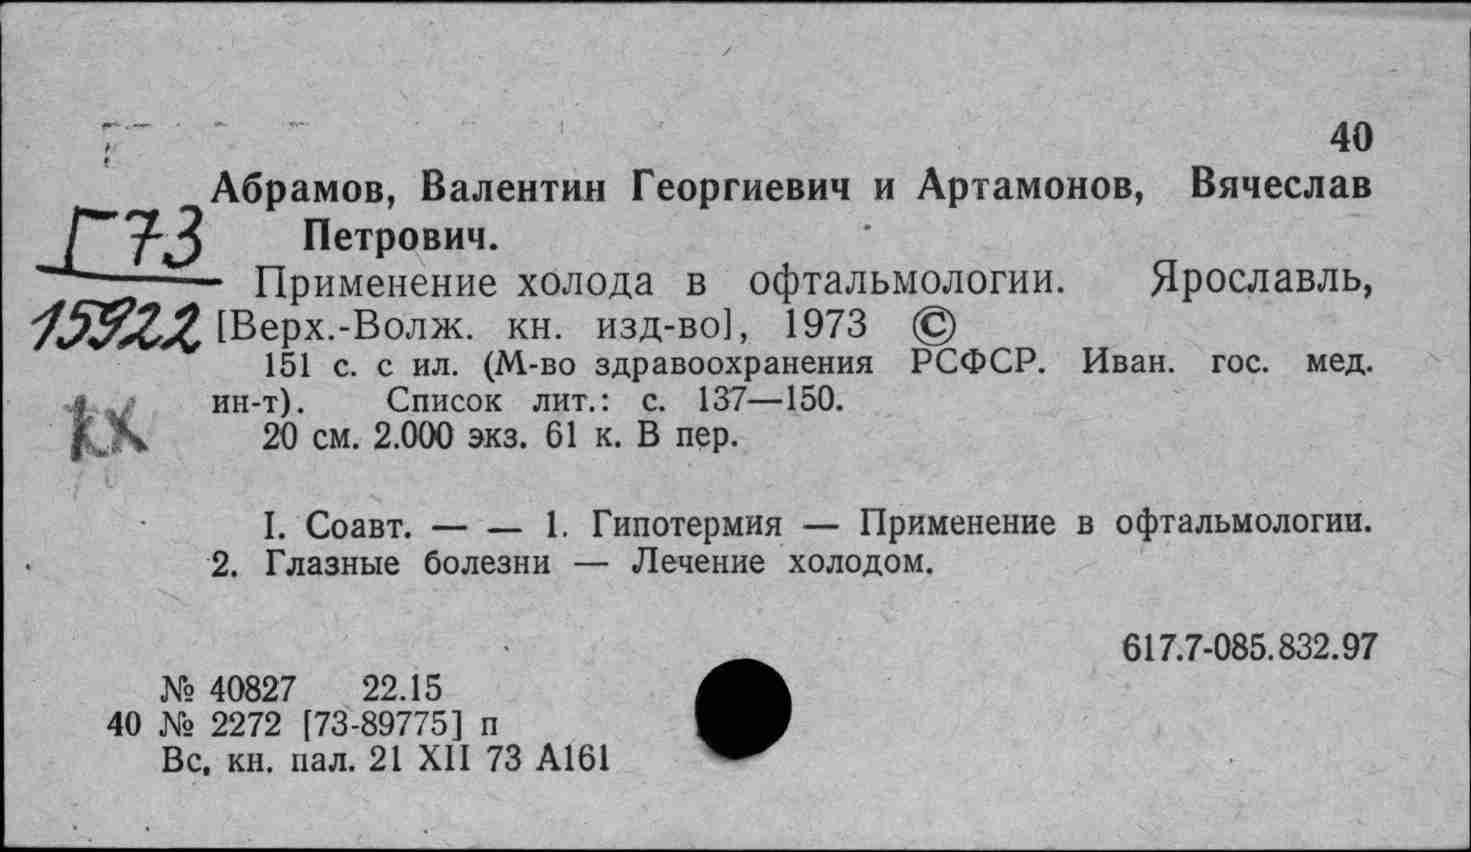 40
Абрамов, Валентин Георгиевич и Артамонов, Вячеслав
Петрович.
Г73
15922
Применение холода в офтальмологии. Ярославль,
[Верх.-Волж. кн. изд-во], 1973 ©
151 с. с ил. (М-во здравоохранения РСФСР. Иван. гос. мед.
ин-т). Список лит.: с. 137—150.
20 см. 2.000 экз. 61 к. В пер.
кх
I. Соавт. — — 1. Гипотермия — Применение в офтальмологии.
2. Глазные болезни — Лечение холодом.
617.7-085.832.97
№ 40827 22.15
40 № 2272 [73-89775] п
Вс. кн. пал. 21 XII 73 А161